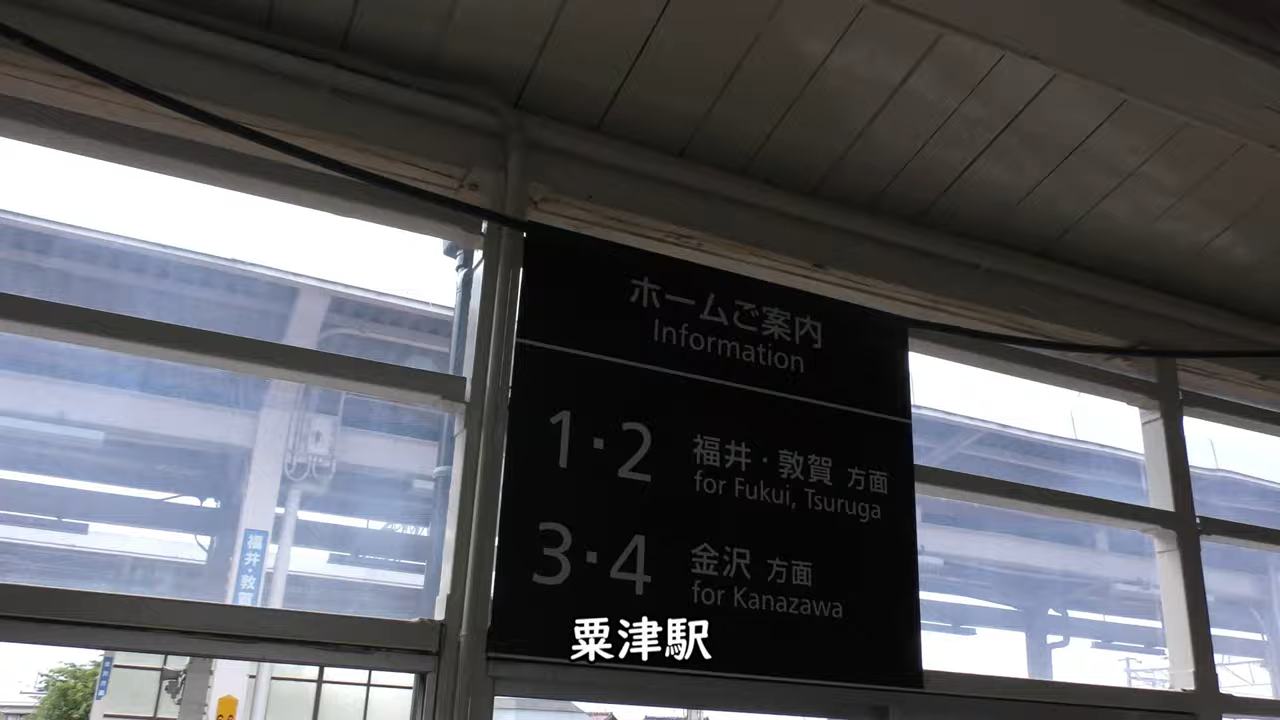 ホームご案内
Information
1・2 福井・敦賀 方面
for Fukui, Tsuruga
3・4 金沢 方面
for Kanazawa
福井・敦賀
粟津駅